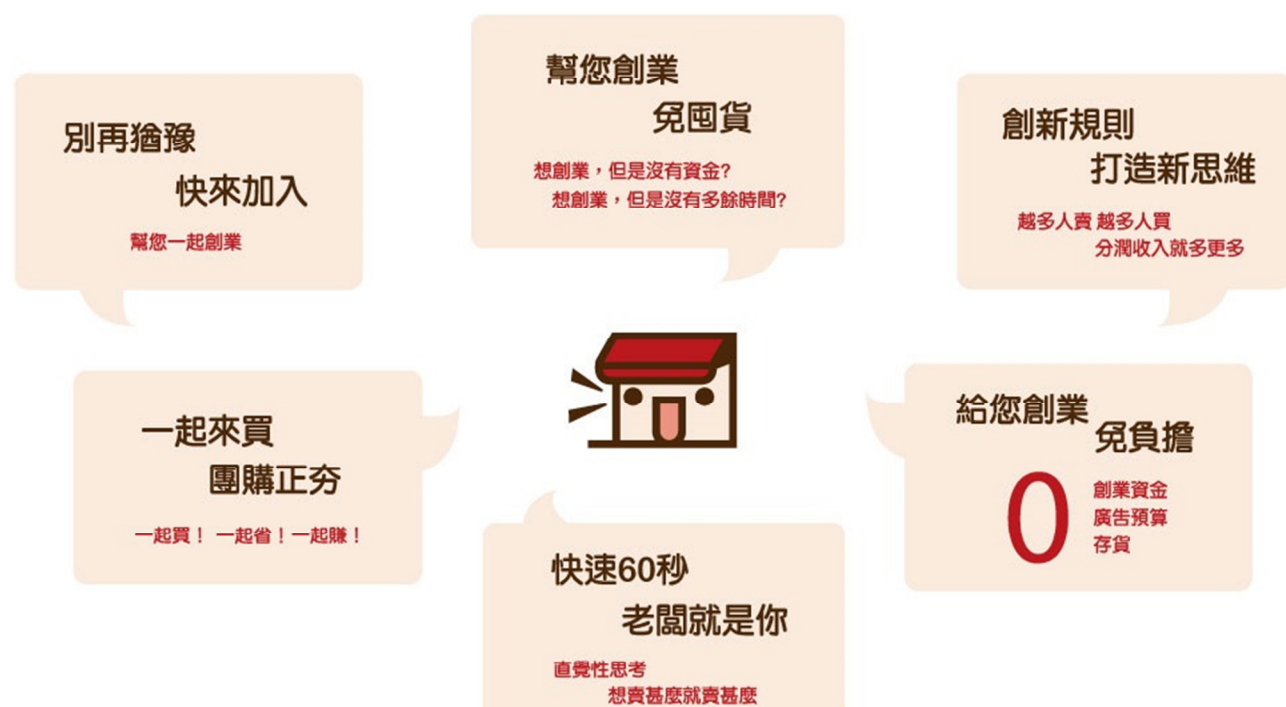 別再猶豫
快來加入
幫您一起創業
幫您創業
免囤貨
想創業，但是沒有資金?
想創業，但是沒有多餘時間?
創新規則
打造新思維
越多人賣 越多人買
分潤收入就多更多
一起來買
團購正夯
一起買！ 一起省！一起賺！
給您創業
免負擔
0
創業資金
廣告預算
存貨
快速60秒
老闆就是你
直覺性思考
想賣甚麼就賣甚麼